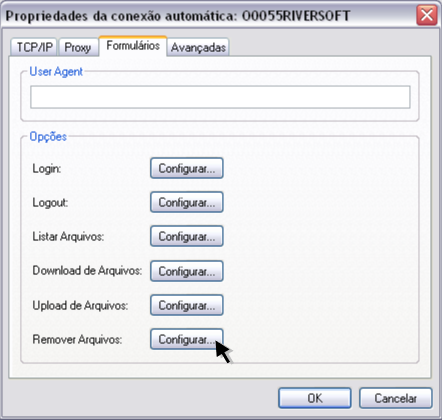 Propriedades da conexão automática: O0055RIVERSOFT
TCP/IP Proxy Formulários Avançadas
User Agent
Opções
Login: Configurar...
Logout: Configurar...
Listar Arquivos: Configurar...
Download de Arquivos: Configurar...
Upload de Arquivos: Configurar...
Remover Arquivos: Configurar...
OK Cancelar